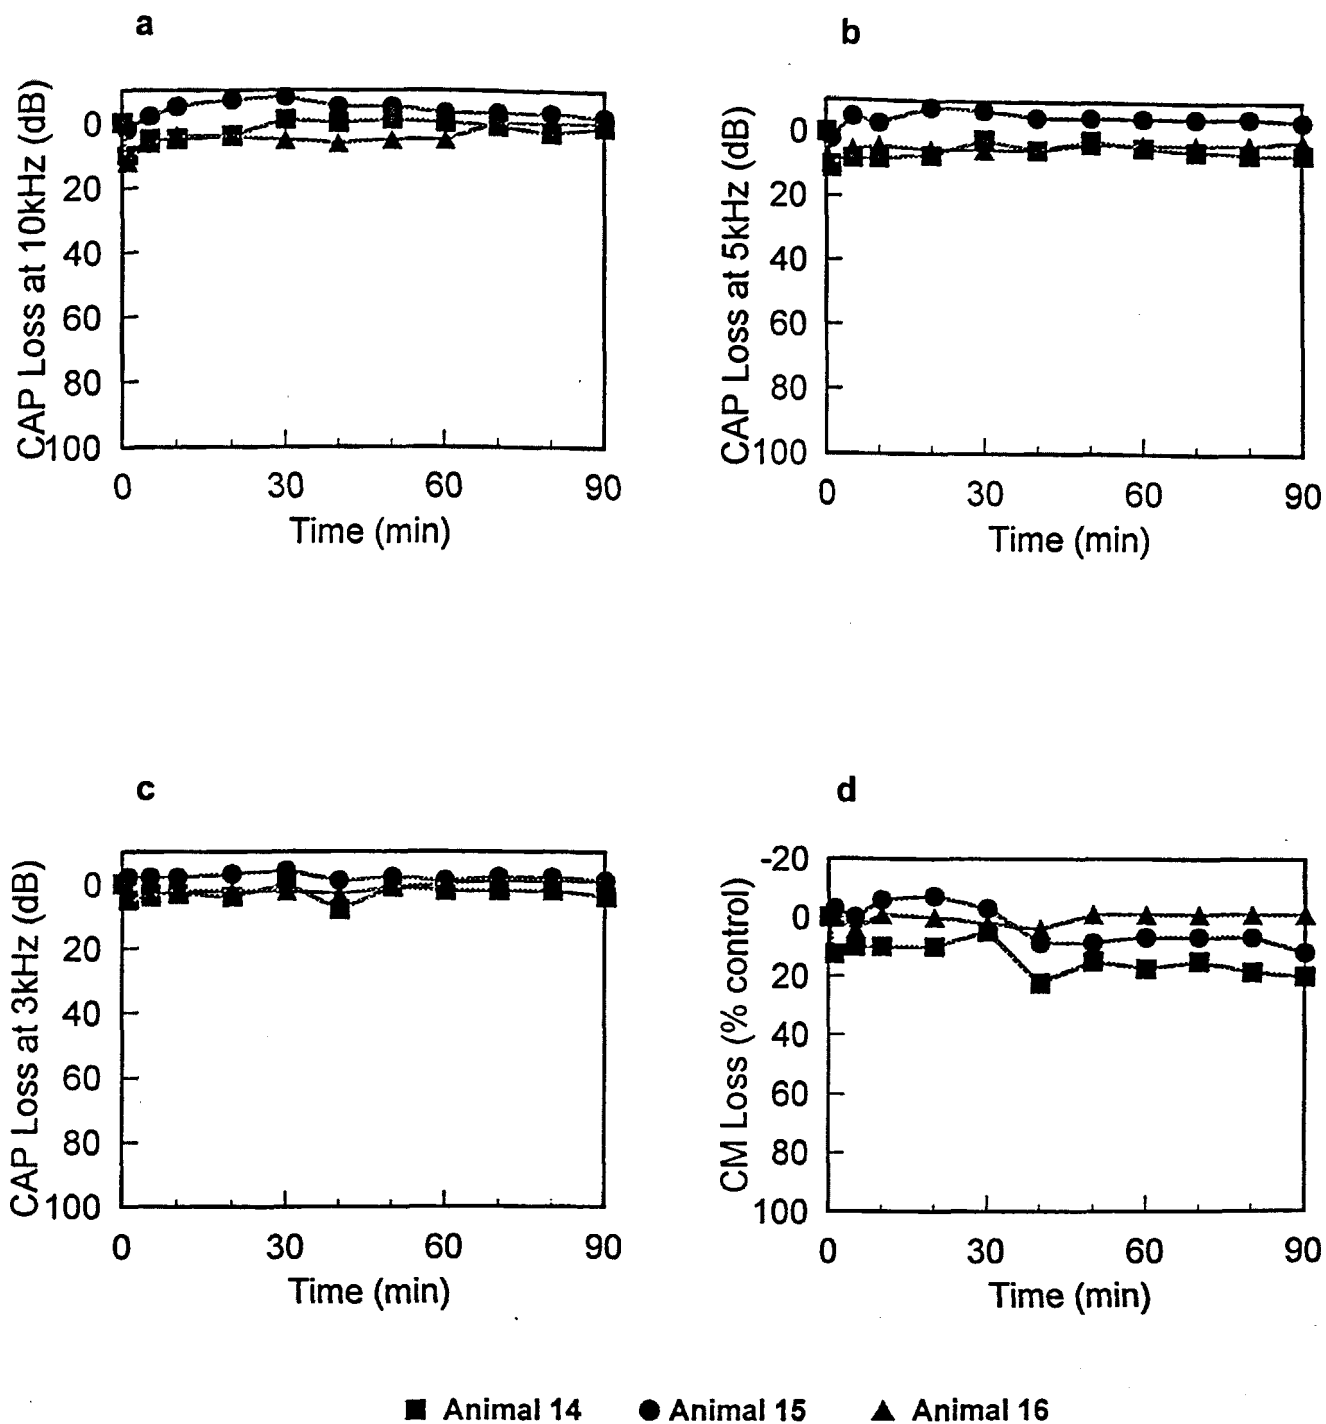 a
b
CAP Loss at 10kHz (dB)
0
20
40
60
80
100
0 30 60 90
Time (min)
CAP Loss at 5kHz (dB)
0
20
40
60
80
100
0 30 60 90
Time (min)
c
d
CAP Loss at 3kHz (dB)
0
20
40
60
80
100
0 30 60 90
Time (min)
CM Loss (% control)
-20
0
20
40
60
80
100
0 30 60 90
Time (min)
Animal 14 Animal 15 Animal 16